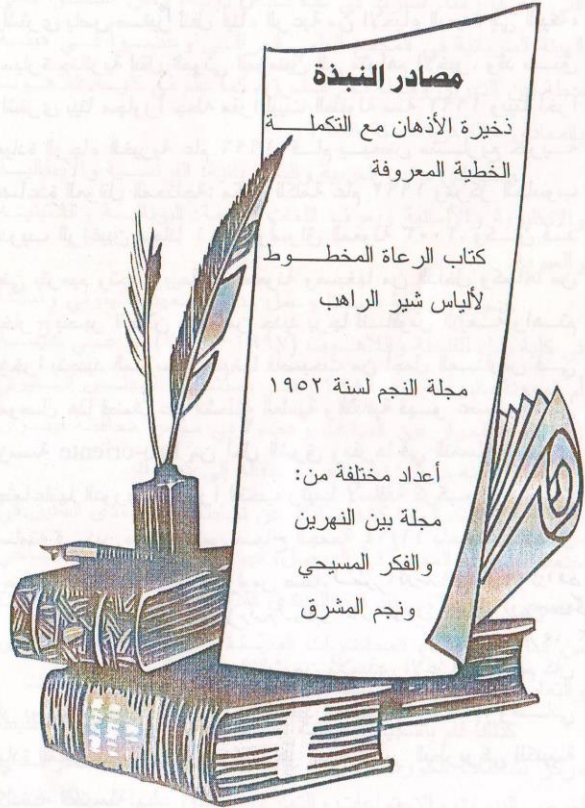 مصادر النبذة
ذخيرة الأذهان مع التكملة
الخطية المعروفة
كتاب الرعاة المخطوط
لألياس شير الراهب
مجلة النجم لسنة ١٩٥٢
أعداد مختلفة من:
مجلة بين النهرين
والفكر المسيحي
ونجم المشرق